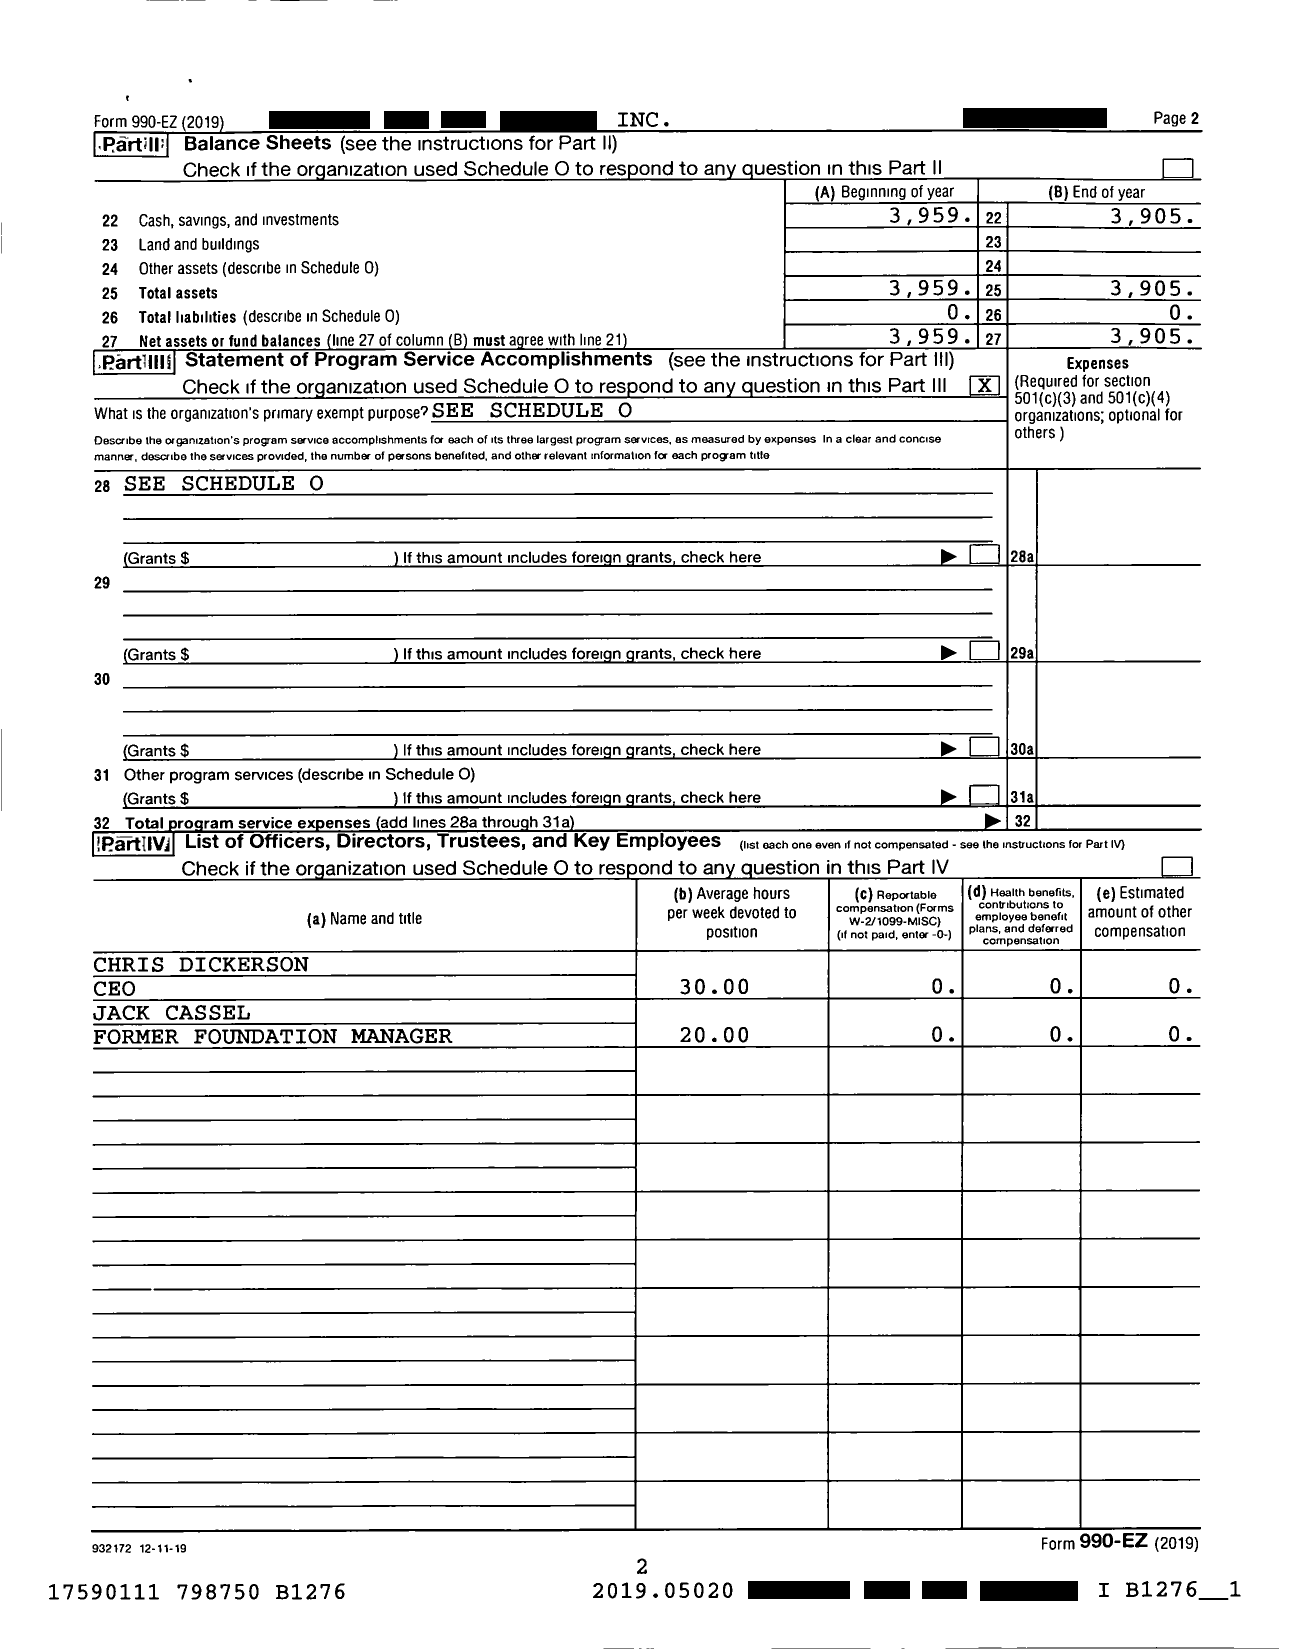 Form 990-EZ (2019) INC. Page 2
Part II Balance Sheets (see the instructions for Part II)
Check if the organization used Schedule O to respond to any question in this Part II
(A) Beginning of year (B) End of year
22 Cash, savings, and investments 3,959. 22 3,905.
23 Land and buildings 23
24 Other assets (describe in Schedule O) 24
25 Total assets 3,959. 25 3,905.
26 Total liabilities (describe in Schedule O) 0. 26 0.
27 Net assets or fund balances (line 27 of column (B) must agree with line 21) 3,959. 27 3,905.
Part III Statement of Program Service Accomplishments (see the instructions for Part III)
Check if the organization used Schedule O to respond to any question in this Part III X
What is the organization's primary exempt purpose? SEE SCHEDULE O
Describe the organization's program service accomplishments for each of its three largest program services, as measured by expenses In a clear and concise
manner, describe the services provided, the number of persons benefited, and other relevant information for each program title
Expenses
(Required for section
501(c)(3) and 501(c)(4)
organizations; optional for
others )
28 SEE SCHEDULE O
(Grants $ ) If this amount includes foreign grants, check here 28a
29
(Grants $ ) If this amount includes foreign grants, check here 29a
30
(Grants $ ) If this amount includes foreign grants, check here 30a
31 Other program services (describe in Schedule O)
(Grants $ ) If this amount includes foreign grants, check here 31a
32 Total program service expenses (add lines 28a through 31a) 32
Part IV List of Officers, Directors, Trustees, and Key Employees (list each one even if not compensated - see the instructions for Part IV)
Check if the organization used Schedule O to respond to any question in this Part IV
(a) Name and title
(b) Average hours
per week devoted to
position
(c) Reportable
compensation (Forms
W-2/1099-MISC)
(if not paid, enter -0-)
(d) Health benefits,
contributions to
employee benefit
plans, and deferred
compensation
(e) Estimated
amount of other
compensation
CHRIS DICKERSON
CEO 30.00 0. 0. 0.
JACK CASSEL
FORMER FOUNDATION MANAGER 20.00 0. 0. 0.
932172 12-11-19 Form 990-EZ (2019)
2
17590111 798750 B1276 2019.05020 I B1276__1